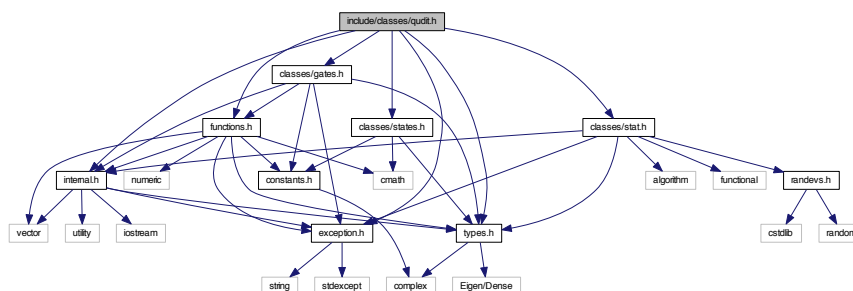 include/classes/qudit.h
classes/gates.h
functions.h
classes/states.h
classes/stat.h
internal.h
numeric
constants.h
cmath
algorithm
functional
randevs.h
vector
utility
iostream
exception.h
types.h
cstdlib
random
string
stdexcept
complex
Eigen/Dense